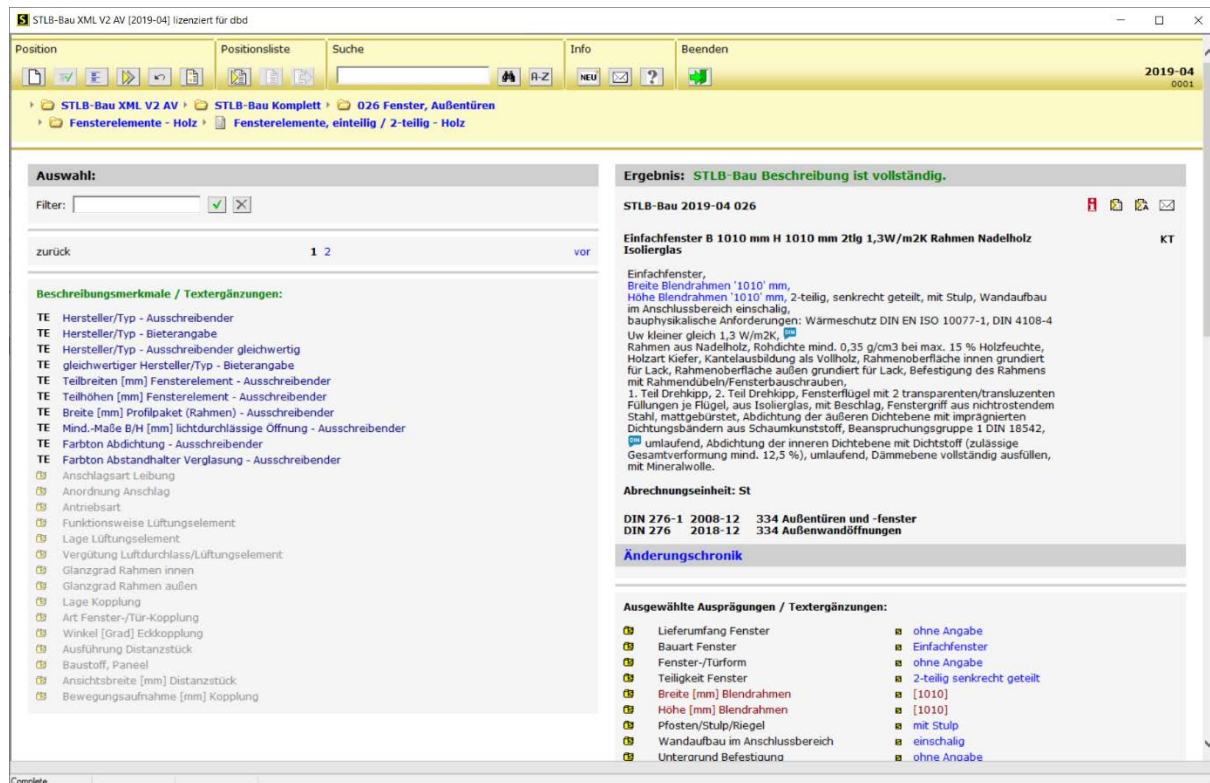 STLB-Bau XML V2 AV [2019-04] lizenziert für dbd
Position
Positionsliste
Suche
Info
Beenden
A-Z
NEU
?
2019-04
0001
STLB-Bau XML V2 AV
STLB-Bau Komplett
026 Fenster, Außentüren
Fensterelemente - Holz
Fensterelemente, einteilig / 2-teilig - Holz
Auswahl:
Filter:
zurück
1 2
vor
Beschreibungsmerkmale / Textergänzungen:
TE Hersteller/Typ - Ausschreibender
TE Hersteller/Typ - Bieterangabe
TE Hersteller/Typ - Ausschreibender gleichwertig
TE gleichwertiger Hersteller/Typ - Bieterangabe
TE Teilbreiten [mm] Fensterelement - Ausschreibender
TE Teilhöhen [mm] Fensterelement - Ausschreibender
TE Breite [mm] Profilpaket (Rahmen) - Ausschreibender
TE Mind.-Maße B/H [mm] lichtdurchlässige Öffnung - Ausschreibender
TE Farbton Abdichtung - Ausschreibender
TE Farbton Abstandhalter Verglasung - Ausschreibender
Anschlagsart Leibung
Anordnung Anschlag
Antriebsart
Funktionsweise Lüftungselement
Lage Lüftungselement
Vergütung Luftdurchlass/Lüftungselement
Glanzgrad Rahmen innen
Glanzgrad Rahmen außen
Lage Kopplung
Art Fenster-/Tür-Kopplung
Winkel [Grad] Eckkopplung
Ausführung Distanzstück
Baustoff, Paneel
Ansichtsbreite [mm] Distanzstück
Bewegungsaufnahme [mm] Kopplung
Ergebnis: STLB-Bau Beschreibung ist vollständig.
STLB-Bau 2019-04 026
Einfachfenster B 1010 mm H 1010 mm 2tlg 1,3W/m2K Rahmen Nadelholz
Isolierglas
KT
Einfachfenster,
Breite Blendrahmen '1010' mm,
Höhe Blendrahmen '1010' mm, 2-teilig, senkrecht geteilt, mit Stulp, Wandaufbau
im Anschlussbereich einschalig,
bauphysikalische Anforderungen: Wärmeschutz DIN EN ISO 10077-1, DIN 4108-4
Uw kleiner gleich 1,3 W/m2K, DIN
Rahmen aus Nadelholz, Rohdichte mind. 0,35 g/cm3 bei max. 15 % Holzfeuchte,
Holzart Kiefer, Kantelausbildung als Vollholz, Rahmenoberfläche innen grundiert
für Lack, Rahmenoberfläche außen grundiert für Lack, Befestigung des Rahmens
mit Rahmendübeln/Fensterbauschrauben,
1. Teil Drehkipp, 2. Teil Drehkipp, Fensterflügel mit 2 transparenten/transluzenten
Füllungen je Flügel, aus Isolierglas, mit Beschlag, Fenstergriff aus nichtrostendem
Stahl, mattgebürstet, Abdichtung der äußeren Dichtebene mit imprägnierten
Dichtungsbändern aus Schaumkunststoff, Beanspruchungsgruppe 1 DIN 18542,
DIN umlaufend, Abdichtung der inneren Dichtebene mit Dichtstoff (zulässige
Gesamtverformung mind. 12,5 %), umlaufend, Dämmebene vollständig ausfüllen,
mit Mineralwolle.
Abrechnungseinheit: St
DIN 276-1 2008-12 334 Außentüren und -fenster
DIN 276 2018-12 334 Außenwandöffnungen
Änderungschronik
Ausgewählte Ausprägungen / Textergänzungen:
Lieferumfang Fenster ohne Angabe
Bauart Fenster Einfachfenster
Fenster-/Türform ohne Angabe
Teiligkeit Fenster 2-teilig senkrecht geteilt
Breite [mm] Blendrahmen [1010]
Höhe [mm] Blendrahmen [1010]
Pfosten/Stulp/Riegel mit Stulp
Wandaufbau im Anschlussbereich einschalig
Untergrund Befestigung ohne Angabe
Complete